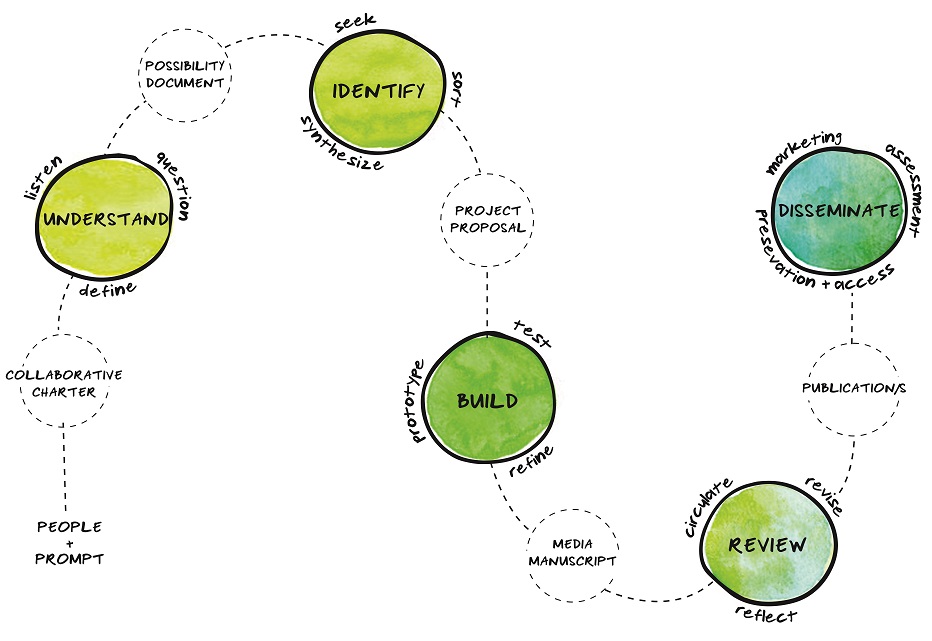 PEOPLE
+
PROMPT
COLLABORATIVE
CHARTER
listen
question
UNDERSTAND
define
POSSIBILITY
DOCUMENT
seek
sort
IDENTIFY
synthesize
PROJECT
PROPOSAL
test
prototype
BUILD
refine
MEDIA
MANUSCRIPT
circulate
revise
REVIEW
reflect
PUBLICATION/S
marketing
assessment
DISSEMINATE
presevation + access